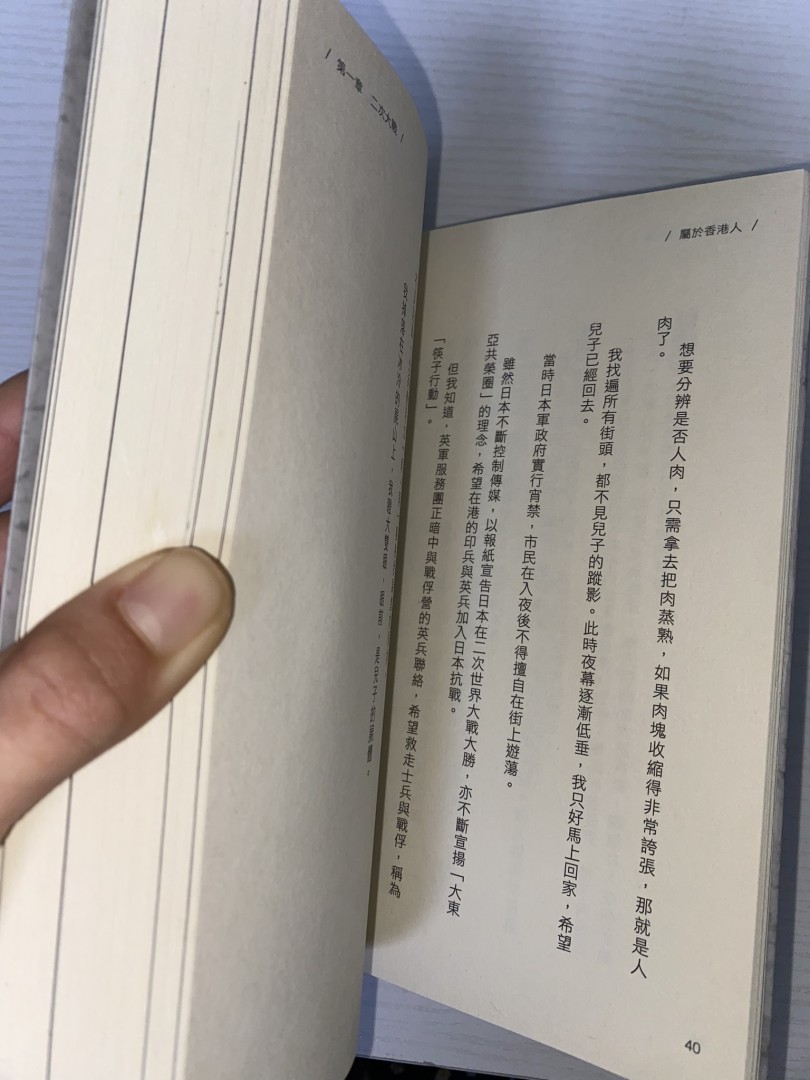 / 屬於香港人 /
想要分辨是否人肉，只需拿去把肉蒸熟，如果肉塊收縮得非常誇張，那就是人
肉了。
我找遍所有街頭，都不見兒子的蹤影。此時夜幕逐漸低垂，我只好馬上回家，希望
兒子已經回去。
當時日本軍政府實行宵禁，市民在入夜後不得擅自在街上遊蕩。
雖然日本不斷控制傳媒，以報紙宣告日本在二次世界大戰大勝，亦不斷宣揚「大東
亞共榮圈」的理念，希望在港的印兵與英兵加入日本抗戰。
但我知道，英軍服務團正暗中與戰俘營的英兵聯絡，希望救走士兵與戰俘，稱為
「筷子行動」。
40
/ 第一章 二次大戰 /